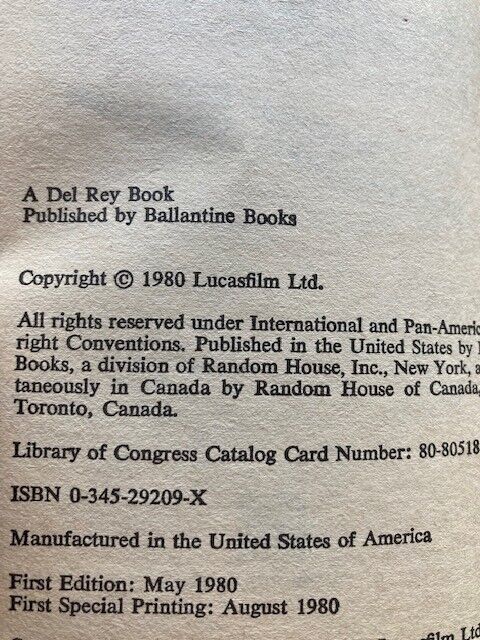 A Del Rey Book
Published by Ballantine Books
Copyright © 1980 Lucasfilm Ltd.
All rights reserved under International and Pan-Americ
right Conventions. Published in the United States by
Books, a division of Random House, Inc., New York, a
taneously in Canada by Random House of Canada,
Toronto, Canada.
Library of Congress Catalog Card Number: 80-80518
ISBN 0-345-29209-X
Manufactured in the United States of America
First Edition: May 1980
First Special Printing: August 1980
film Ltd